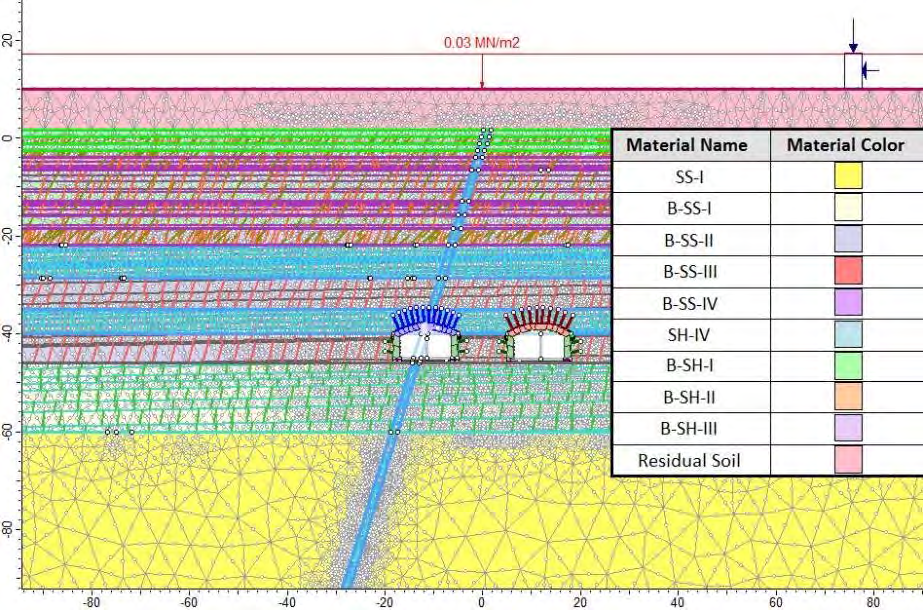 0.03 MN/m2
20
0
-20
-40
-60
-80
Material Name Material Color
SS-I
B-SS-I
B-SS-II
B-SS-III
B-SS-IV
SH-IV
B-SH-I
B-SH-II
B-SH-III
Residual Soil
-80 -60 -40 -20 0 20 40 60 80